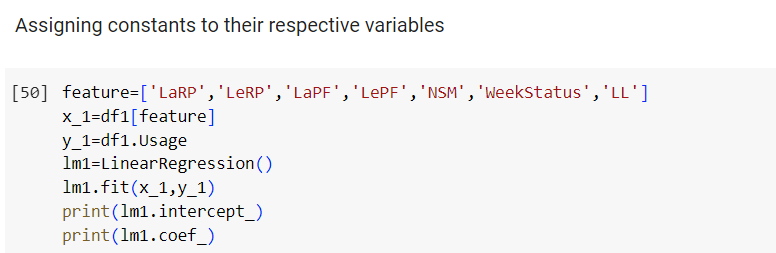 Assigning constants to their respective variables
[50] feature=['LaRP','LeRP','LaPF','LePF','NSM','WeekStatus','LL']
x_1=df1[feature]
y_1=df1.Usage
lm1=LinearRegression()
lm1.fit(x_1,y_1)
print(lm1.intercept_)
print(lm1.coef_)